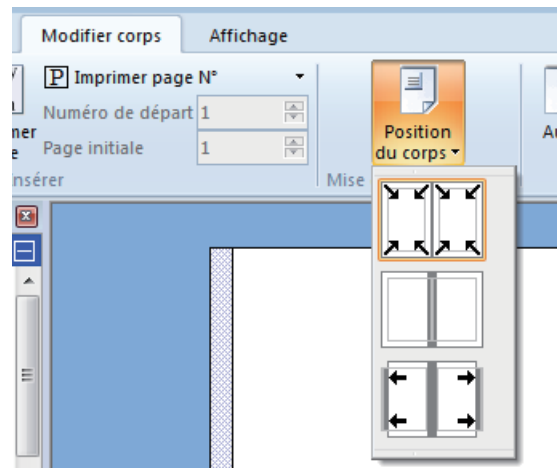 Modifier corps Affichage
P Imprimer page N°
Numéro de départ 1
Page initiale 1
Position
du corps
Mise